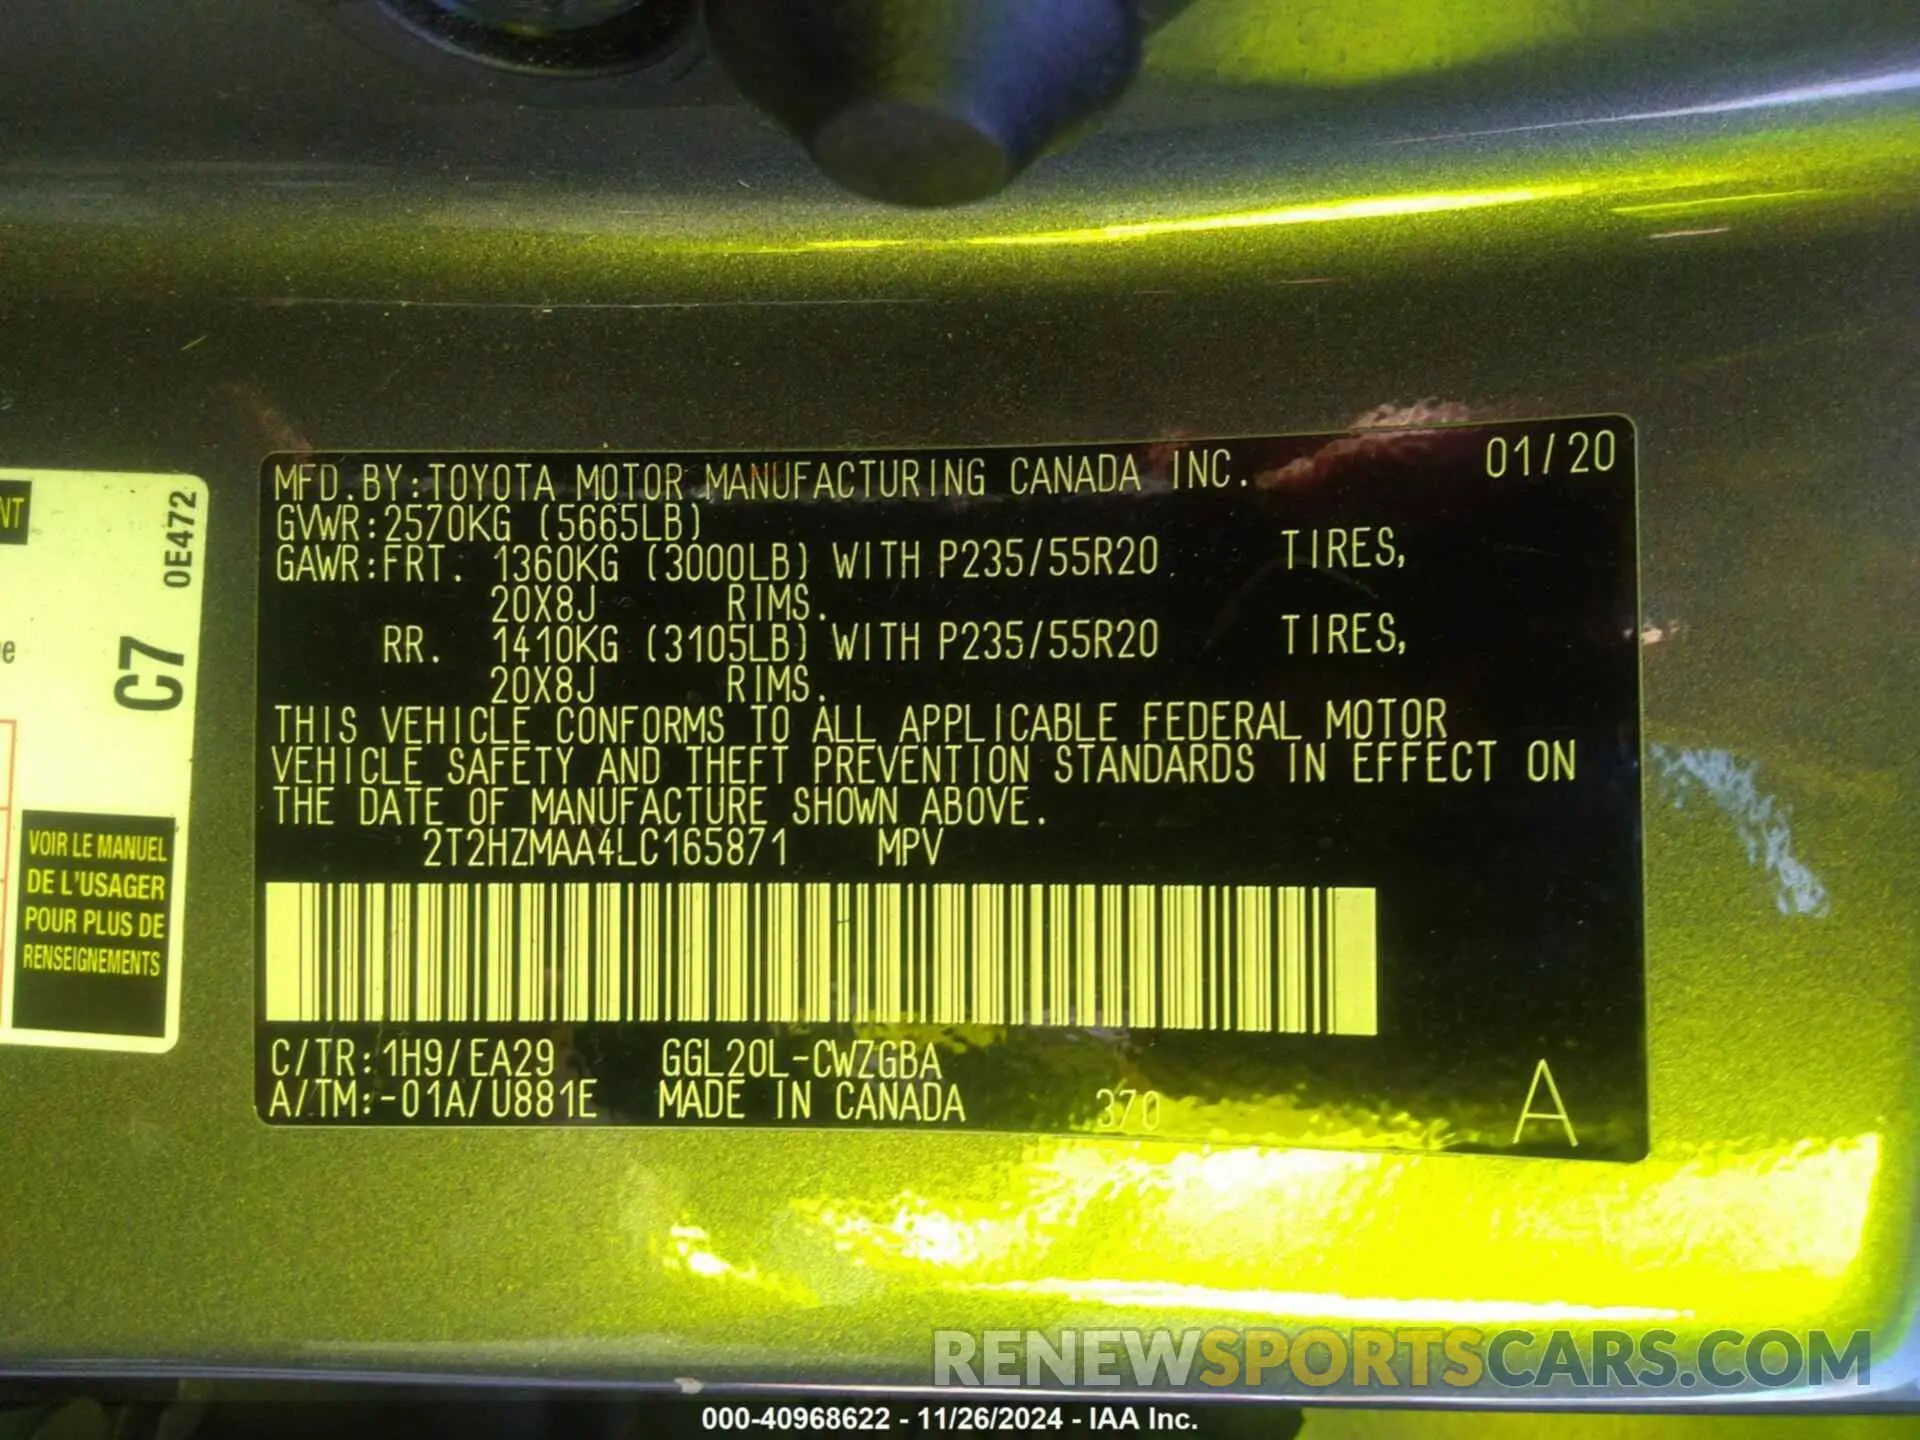 MFD.BY:TOYOTA MOTOR MANUFACTURING CANADA INC. 01/20
GVWR:2570KG (5665LB)
GAWR:FRT. 1360KG (3000LB) WITH P235/55R20 TIRES,
20X8J RIMS.
RR. 1410KG (3105LB) WITH P235/55R20 TIRES,
20X8J RIMS.
THIS VEHICLE CONFORMS TO ALL APPLICABLE FEDERAL MOTOR
VEHICLE SAFETY AND THEFT PREVENTION STANDARDS IN EFFECT ON
THE DATE OF MANUFACTURE SHOWN ABOVE.
2T2HZMAA4LC165871 MPV
C/TR:1H9/EA29 GGL20L-CWZGBA
A/TM:-01A/U881E MADE IN CANADA 370 A
0E472
C7
VOIR LE MANUEL
DE L'USAGER
POUR PLUS DE
RENSEIGNEMENTS
RENEWSPORTSCARS.COM
000-40968622 - 11/26/2024 - IAA Inc.